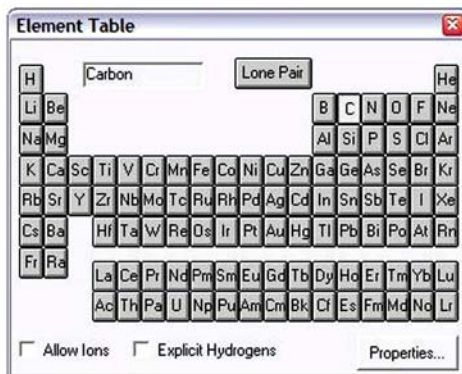 Element Table
Carbon
Lone Pair
H He
Li Be B C N O F Ne
Na Mg Al Si P S Cl Ar
K Ca Sc Ti V Cr Mn Fe Co Ni Cu Zn Ga Ge As Se Br Kr
Rb Sr Y Zr Nb Mo Tc Ru Rh Pd Ag Cd In Sn Sb Te I Xe
Cs Ba Hf Ta W Re Os Ir Pt Au Hg Tl Pb Bi Po At Rn
Fr Ra
La Ce Pr Nd Pm Sm Eu Gd Tb Dy Ho Er Tm Yb Lu
Ac Th Pa U Np Pu Am Cm Bk Cf Es Fm Md No Lr
Allow Ions Explicit Hydrogens Properties...